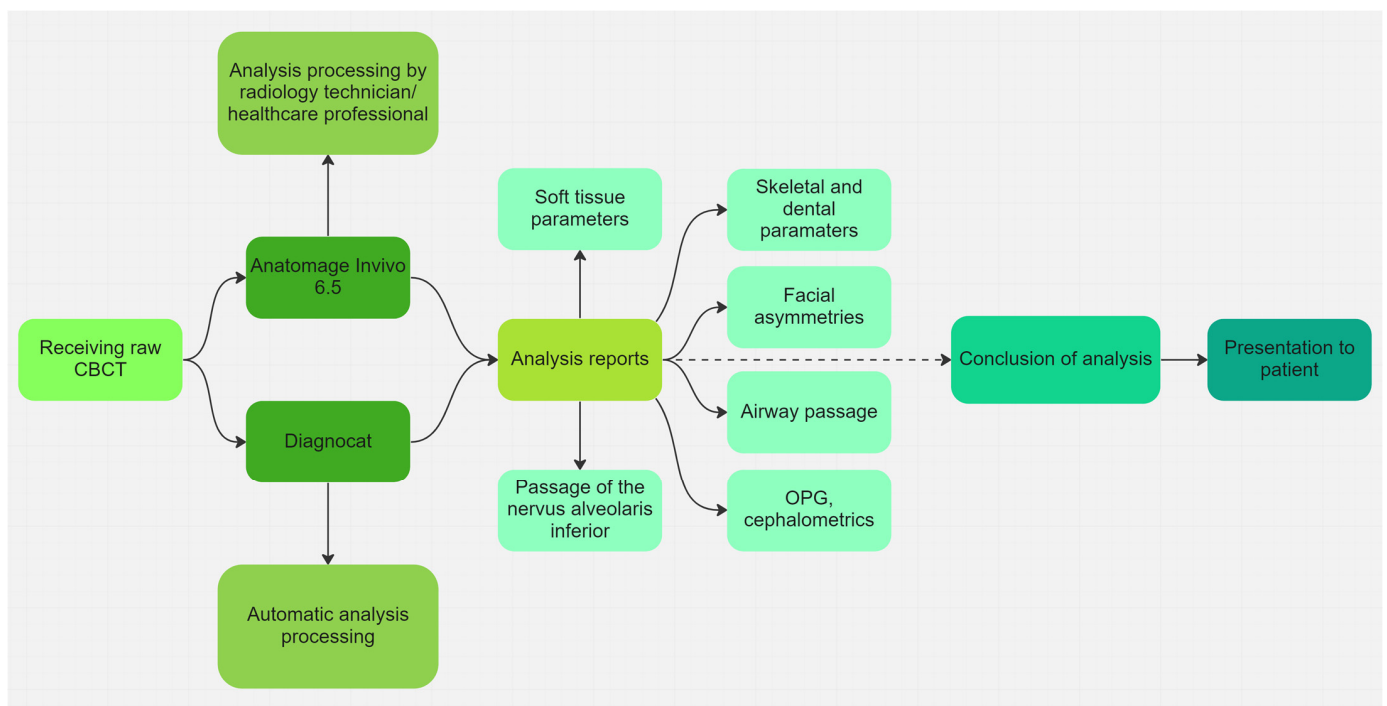 Analysis processing by
radiology technician/
healthcare professional
Anatomage Invivo
6.5
Receiving raw
CBCT
Diagnocat
Automatic analysis
processing
Soft tissue
parameters
Analysis reports
Passage of the
nervus alveolaris
inferior
Skeletal and
dental
paramaters
Facial
asymmetries
Airway passage
OPG,
cephalometrics
Conclusion of analysis
Presentation to
patient